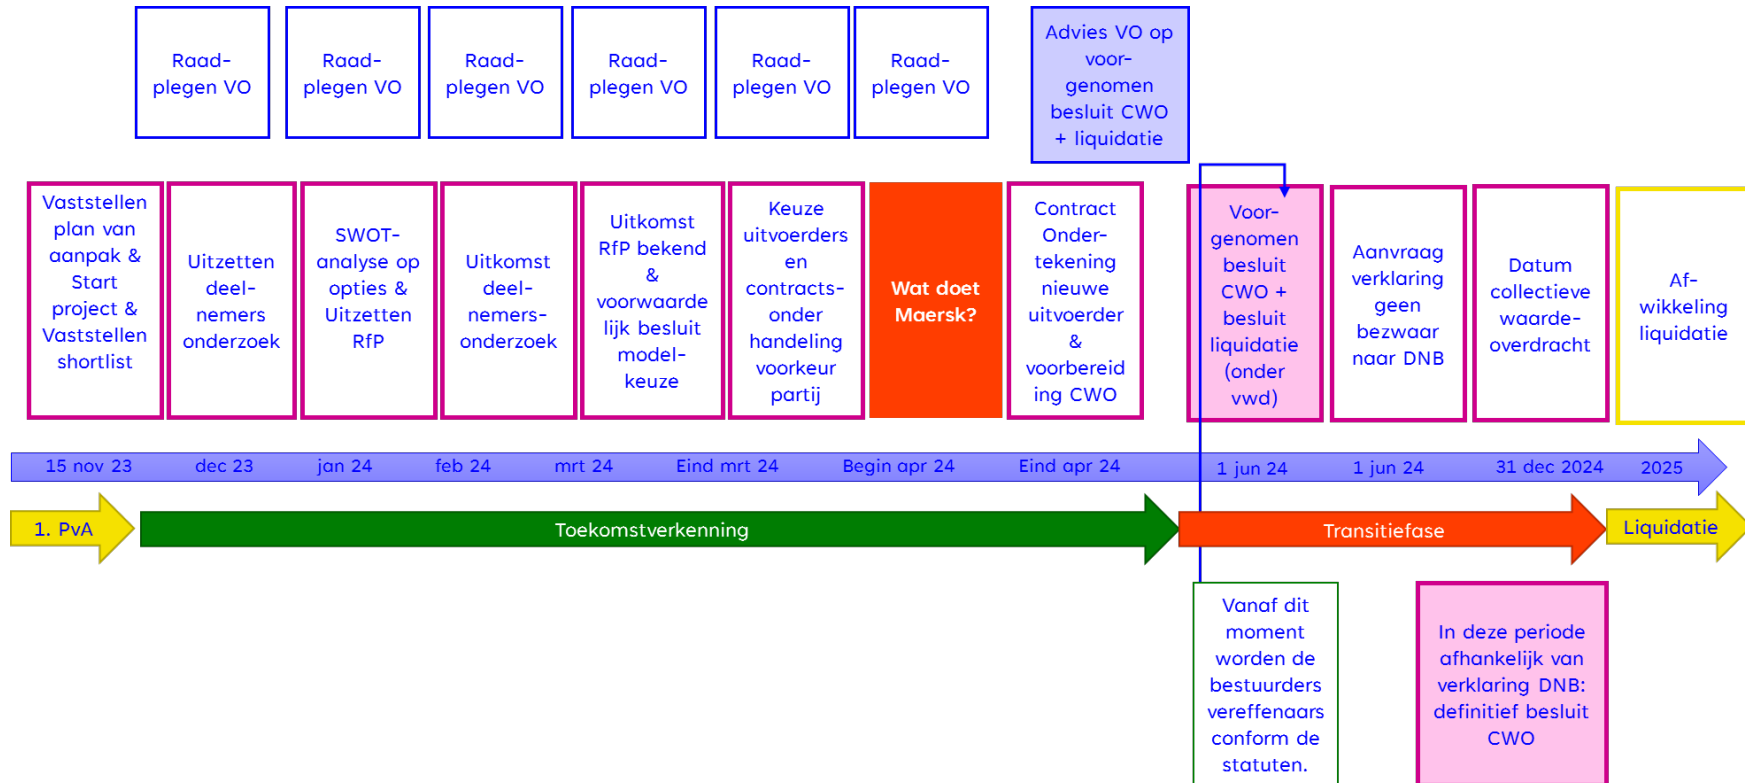 Raad-
plegen VO
Raad-
plegen VO
Raad-
plegen VO
Raad-
plegen VO
Raad-
plegen VO
Raad-
plegen VO
Advies VO op
voor-
genomen
besluit CWO
+ liquidatie
Vaststellen
plan van
aanpak &
Start
project &
Vaststellen
shortlist
Uitzetten
deel-
nemers
onderzoek
SWOT-
analyse op
opties &
Uitzetten
RfP
Uitkomst
deel-
nemers-
onderzoek
Uitkomst
RfP bekend
&
voorwaarde
lijk besluit
model-
keuze
Keuze
uitvoerders
en
contracts-
onder
handeling
voorkeur
partij
Wat doet
Maersk?
Contract
Onder-
tekening
nieuwe
uitvoerder
&
voorbereid
ing CWO
Voor-
genomen
besluit
CWO +
besluit
liquidatie
(onder
vwd)
Aanvraag
verklaring
geen
bezwaar
naar DNB
Datum
collectieve
waarde-
overdracht
Af-
wikkeling
liquidatie
15 nov 23
dec 23
jan 24
feb 24
mrt 24
Eind mrt 24
Begin apr 24
Eind apr 24
1 jun 24
1 jun 24
31 dec 2024
2025
1. PvA
Toekomstverkenning
Transitiefase
Liquidatie
Vanaf dit
moment
worden de
bestuurders
vereffenaars
conform de
statuten.
In deze periode
afhankelijk van
verklaring DNB:
definitief besluit
CWO